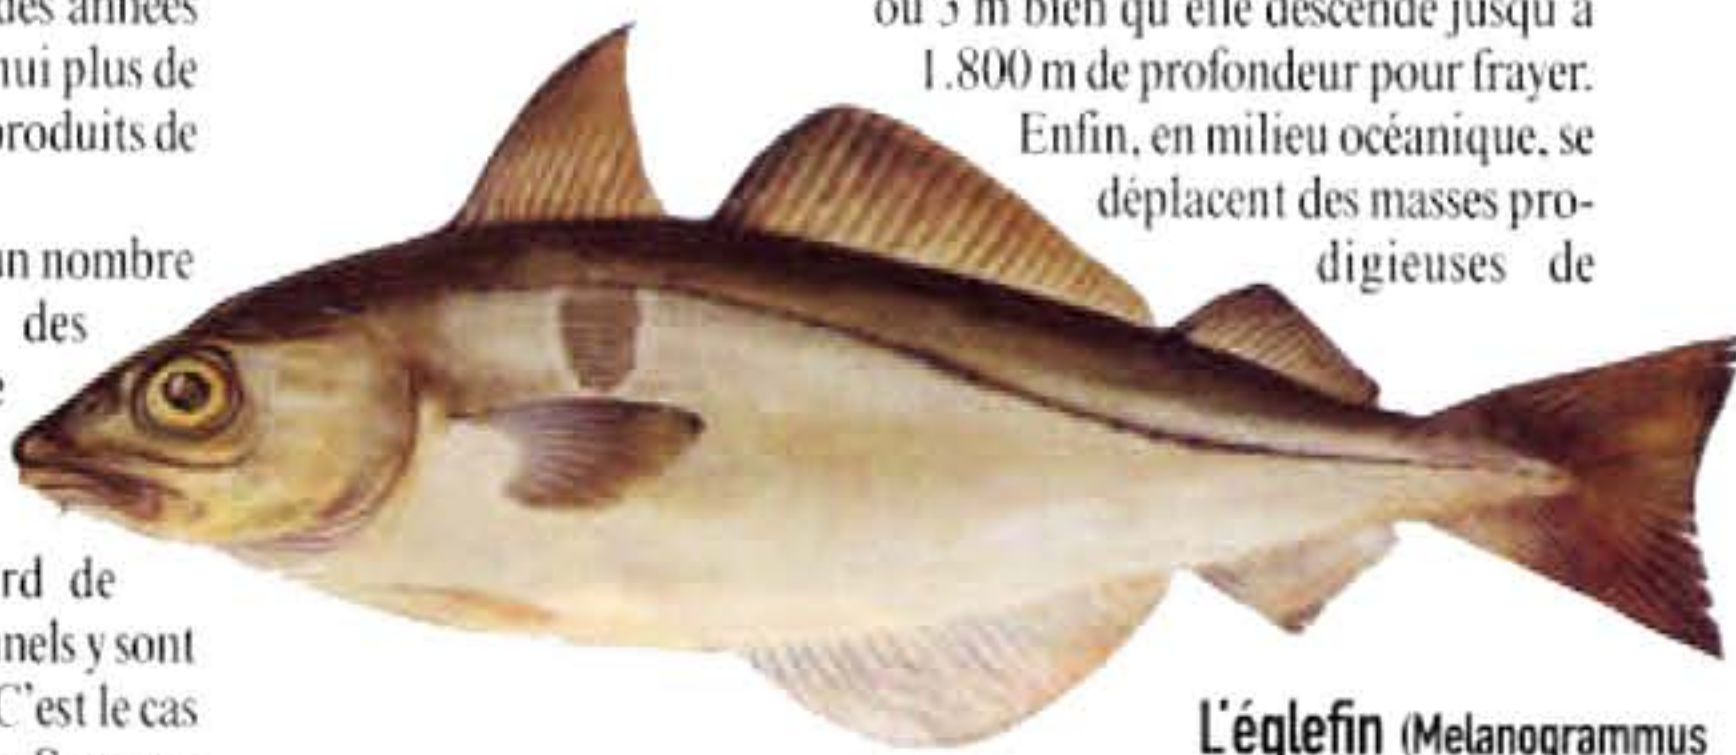 des années
hui plus de
produits de
un nombre
des
rd de
nels y sont
C'est le cas
ou 3 m bien qu'elle descende jusqu'à
1.800 m de profondeur pour frayer.
Enfin, en milieu océanique, se
déplacent des masses pro-
digieuses de
L'églefin (Melanogrammus